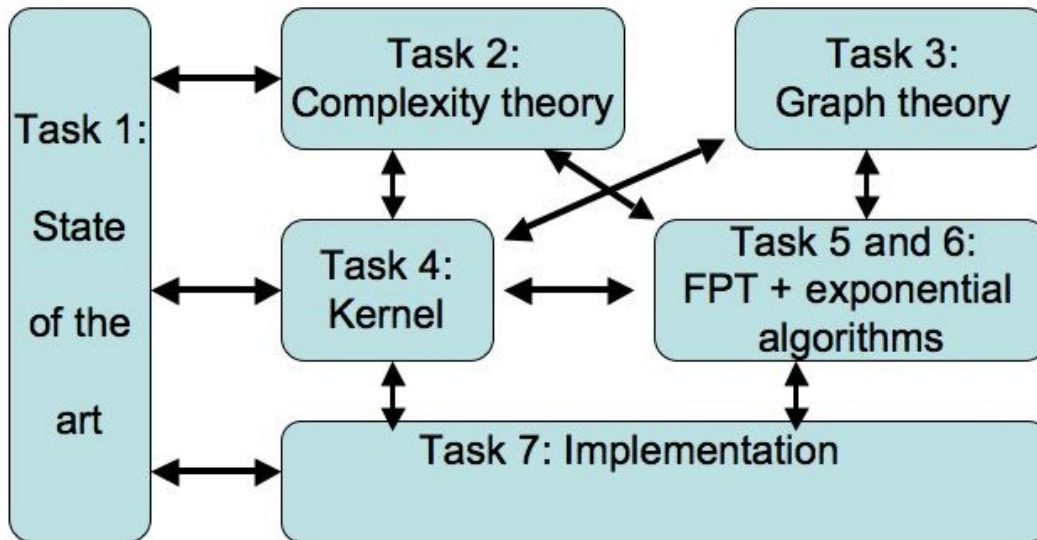 Task 1:
State
of the
art
Task 2:
Complexity theory
Task 3:
Graph theory
Task 4:
Kernel
Task 5 and 6:
FPT + exponential
algorithms
Task 7: Implementation